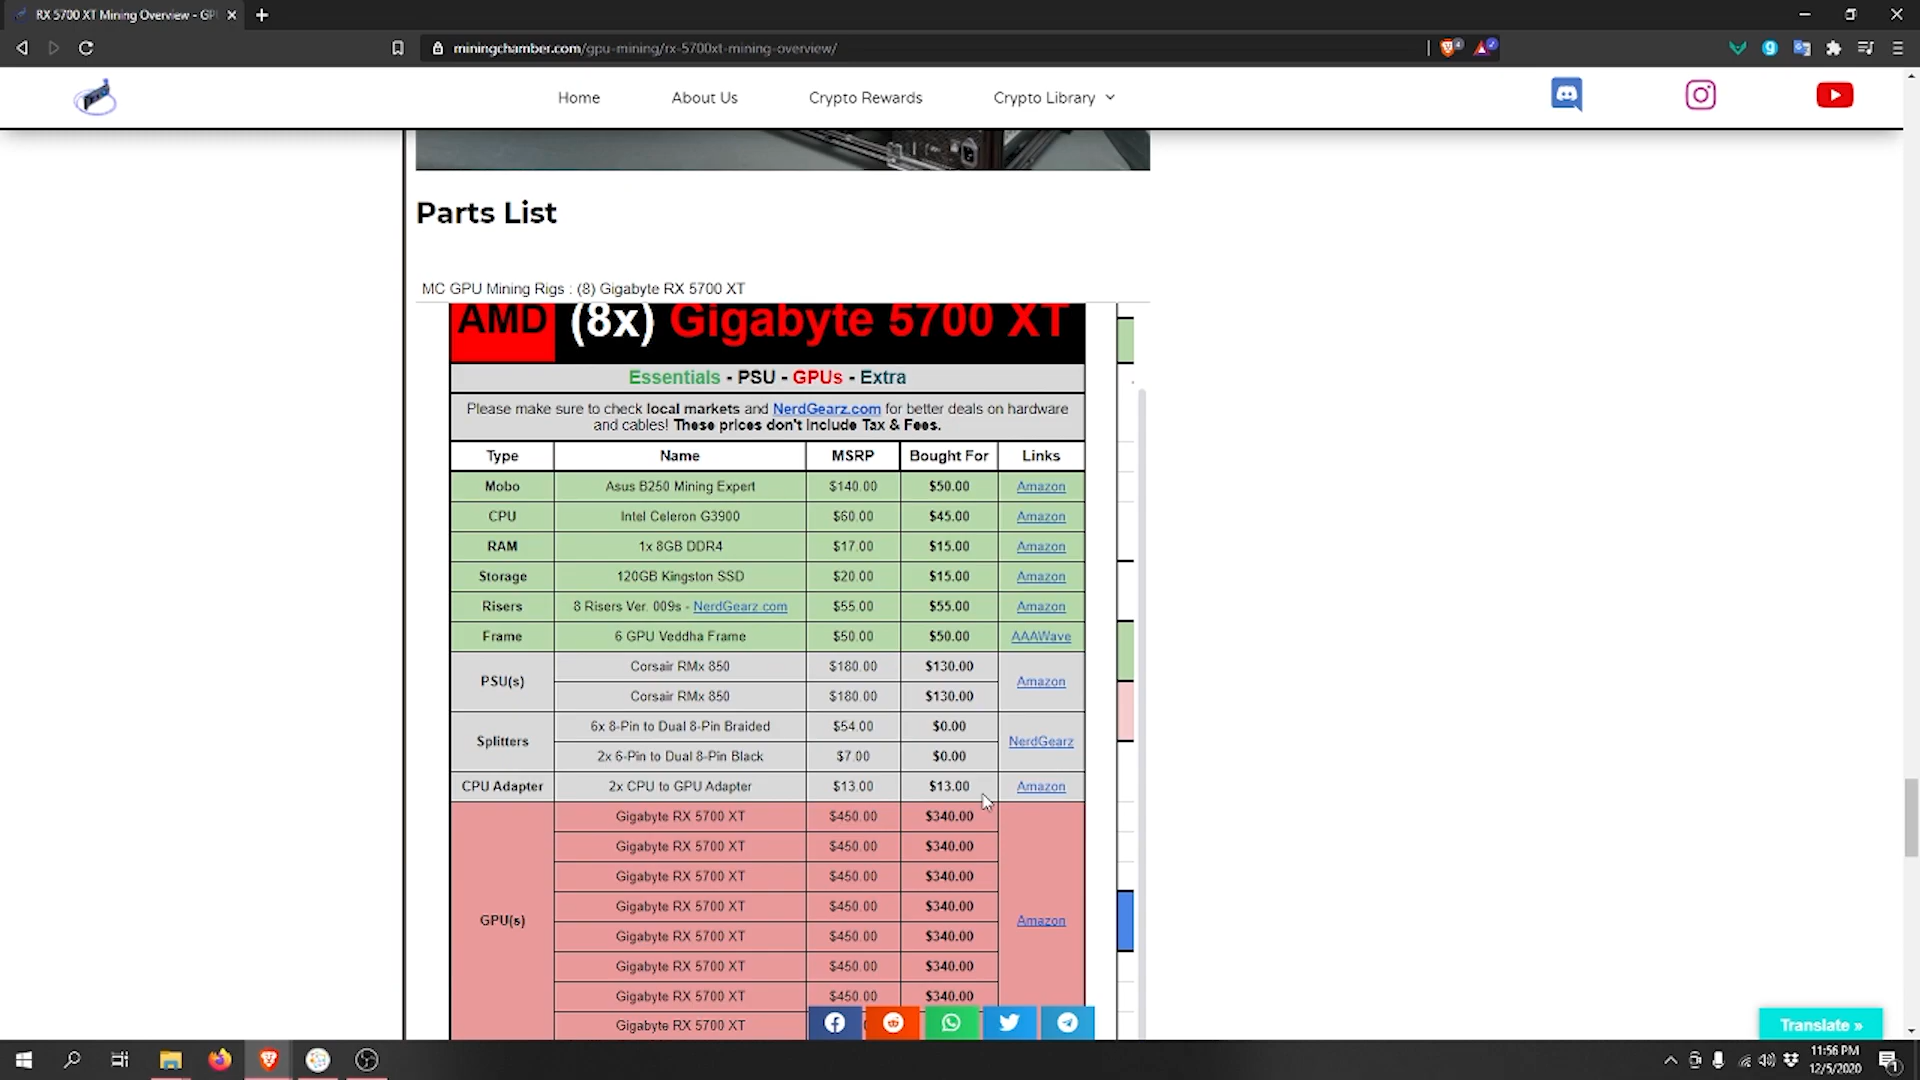 RX 5700 XT Mining Overview - GP
miningchamber.com/gpu-mining/rx-5700xt-mining-overview/
Home
About Us
Crypto Rewards
Crypto Library
Parts List
MC GPU Mining Rigs : (8) Gigabyte RX 5700 XT
AMD (8x) Gigabyte 5700 XT
Essentials - PSU - GPUs - Extra
Please make sure to check local markets and NerdGearz.com for better deals on hardware
and cables! These prices don't Include Tax & Fees.
Type Name MSRP Bought For Links
Mobo Asus B250 Mining Expert $140.00 $50.00 Amazon
CPU Intel Celeron G3900 $60.00 $45.00 Amazon
RAM 1x 8GB DDR4 $17.00 $15.00 Amazon
Storage 120GB Kingston SSD $20.00 $15.00 Amazon
Risers 8 Risers Ver. 009s - NerdGearz.com $55.00 $55.00 Amazon
Frame 6 GPU Veddha Frame $50.00 $50.00 AAAWave
PSU(s) Corsair RMx 850 $180.00 $130.00 Amazon
Corsair RMx 850 $180.00 $130.00
Splitters 6x 8-Pin to Dual 8-Pin Braided $54.00 $0.00 NerdGearz
2x 6-Pin to Dual 8-Pin Black $7.00 $0.00
CPU Adapter 2x CPU to GPU Adapter $13.00 $13.00 Amazon
GPU(s) Gigabyte RX 5700 XT $450.00 $340.00 Amazon
Gigabyte RX 5700 XT $450.00 $340.00
Gigabyte RX 5700 XT $450.00 $340.00
Gigabyte RX 5700 XT $450.00 $340.00
Gigabyte RX 5700 XT $450.00 $340.00
Gigabyte RX 5700 XT $450.00 $340.00
Gigabyte RX 5700 XT $450.00 $340.00
Gigabyte RX 5700 XT
Translate »
11:56 PM
12/5/2020